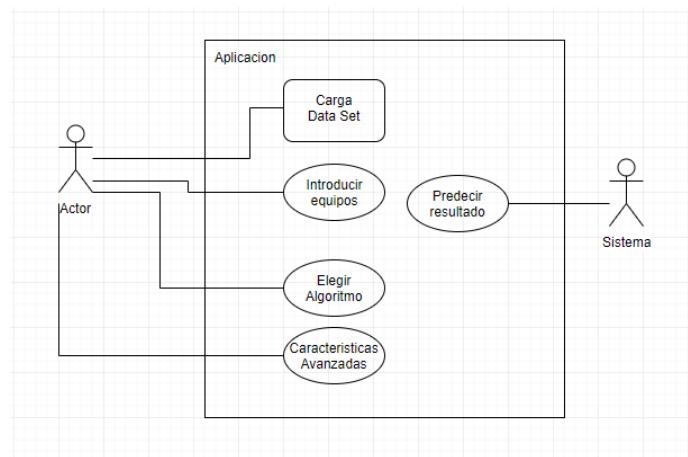 Aplicacion
Carga
Data Set
Actor
Introducir
equipos
Predecir
resultado
Sistema
Elegir
Algoritmo
Caracteristicas
Avanzadas